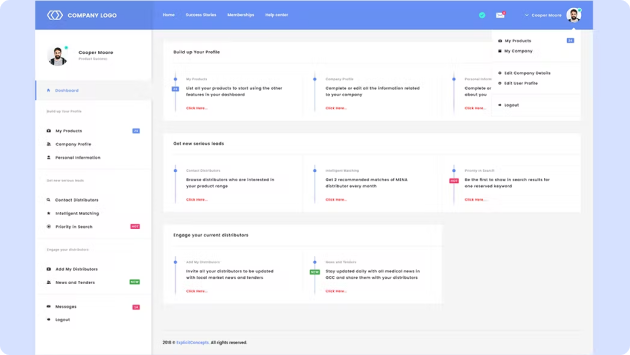 COMPANY LOGO
Home
Success Stories
Memberships
Help center
Cooper Moore
My Products
My Company
Edit Company Details
Edit User Profile
Logout
Cooper Moore
Dashboard
Build up Your Profile
My Products
Company Profile
Personal Information
Get new serious leads
Contact Distributors
Intelligent Matching
Priority in Search
HOT
Engage your distributors
Add My Distributors
News and Tenders
NEW
Messages
Logout
Build up Your Profile
My Products
List all your products to start using the other
features in your dashboard
Click Here...
Company Profile
Complete or edit all the information related
to your company
Click Here...
Personal Inform
Complete or
about you
Click Here...
Get new serious leads
Contact Distributors
Browse distributors who are interested in
your product range
Click Here...
Intelligent Matching
Get 2 recommended matches of MENA
distributor every month
Click Here...
Priority in Search
HOT
Be the first to show in search results for
one reserved keyword
Click Here...
Engage your current distributors
Add My Distributors
Invite all your distributors to be updated
with local market news and tenders
Click Here...
News and Tenders
NEW
Stay updated daily with all medical news in
GCC and share them with your distributors
Click Here...
2018 © ExplicitConcepts. All rights reserved.